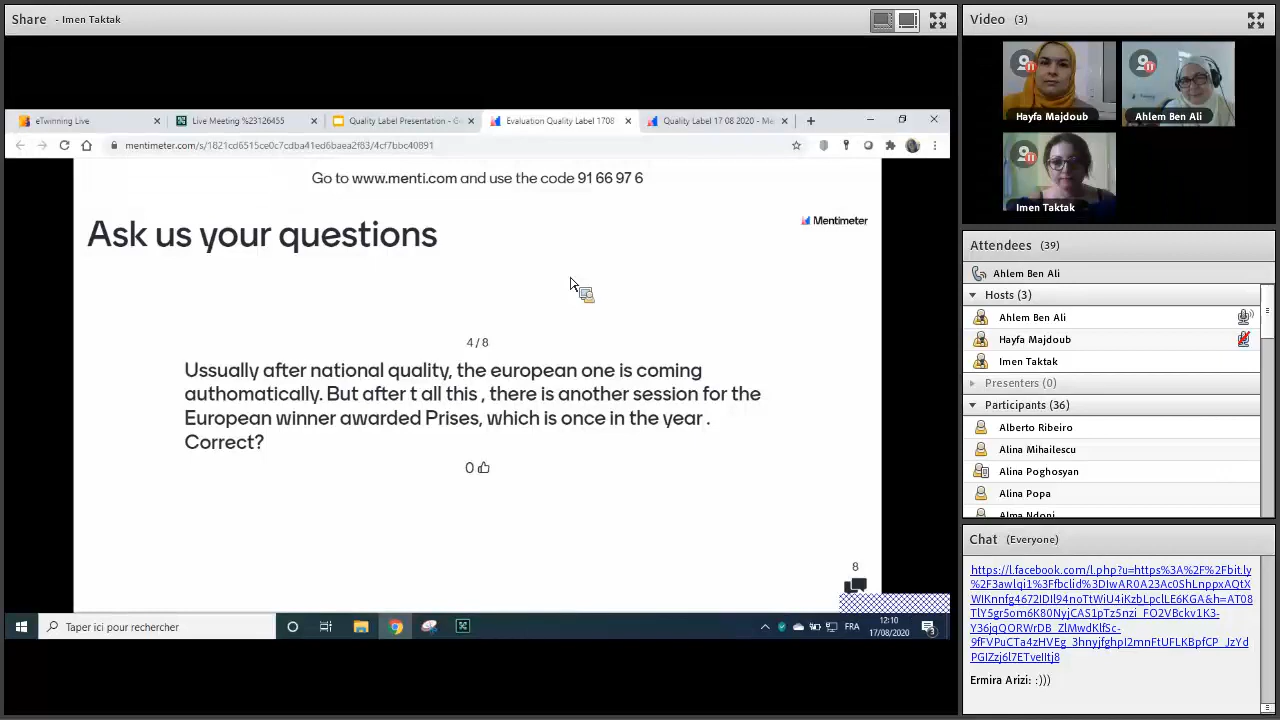 Share - Imen Taktak
eTwinning Live
Live Meeting %23126455
Quality Label Presentation - G
Evaluation Quality Label 1708
Quality Label 17 08 2020 - Me
mentimeter.com/s/1821cd6515ce0c7cdba41ed6baea2f83/4cf7bbc40891
Go to www.menti.com and use the code 91 66 97 6
Mentimeter
Ask us your questions
4 / 8
Ussually after national quality, the european one is coming
authomatically. But after t all this , there is another session for the
European winner awarded Prises, which is once in the year .
Correct?
0
8
Taper ici pour rechercher
FRA
12:10
17/08/2020
3
Video (3)
Hayfa Majdoub
Ahlem Ben Ali
Imen Taktak
Attendees (39)
Ahlem Ben Ali
Hosts (3)
Ahlem Ben Ali
Hayfa Majdoub
Imen Taktak
Presenters (0)
Participants (36)
Alberto Ribeiro
Alina Mihailescu
Alina Poghosyan
Alina Popa
Alma Ndoni
Chat (Everyone)
https://l.facebook.com/l.php?u=https%3A%2F%2Fbit.ly
Ermira Arizi: :)))